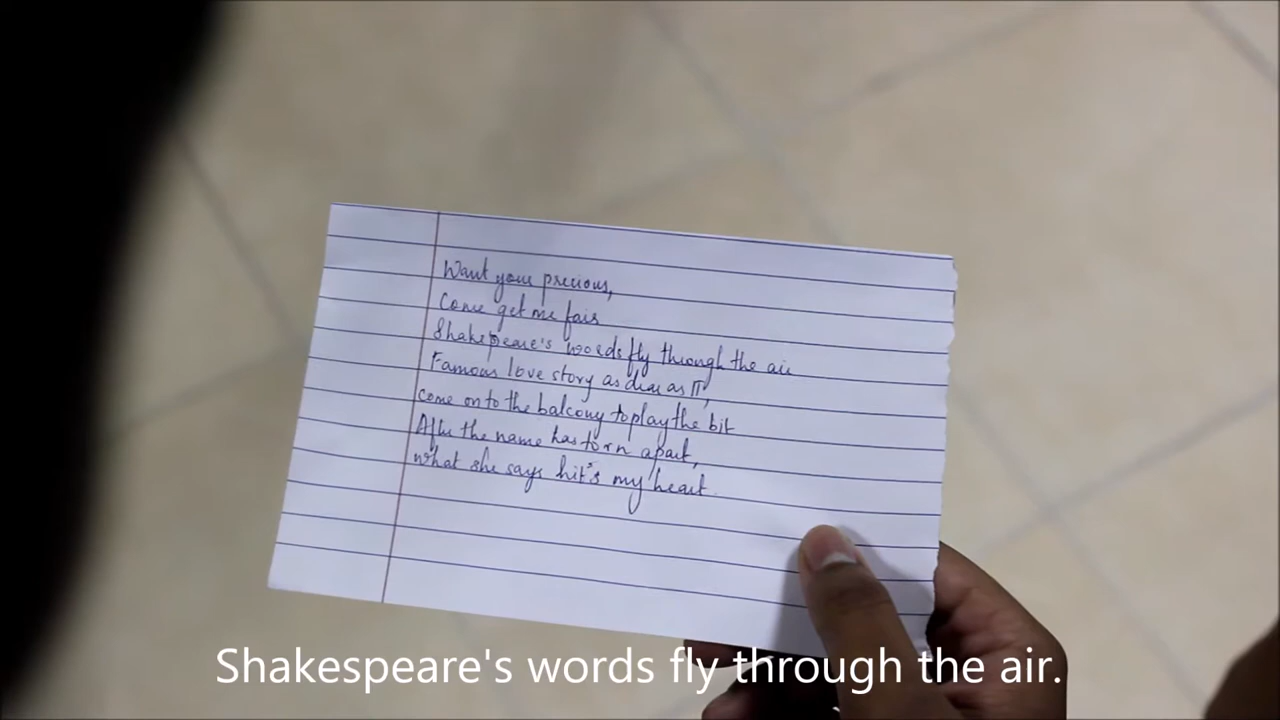 Want your precious,
Come get me fair
Shakespeare's words fly through the air
Famous love story as dear as π,
come on to the balcony to play the bit
After the name has torn apart,
what she says hit's my heart.
Shakespeare's words fly through the air.